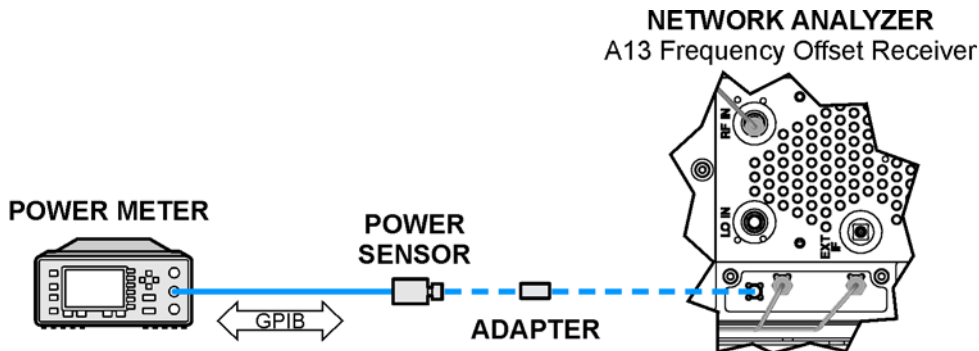 NETWORK ANALYZER
A13 Frequency Offset Receiver
RF IN
LO IN
EXT
IF
POWER METER
POWER
SENSOR
GPIB
ADAPTER